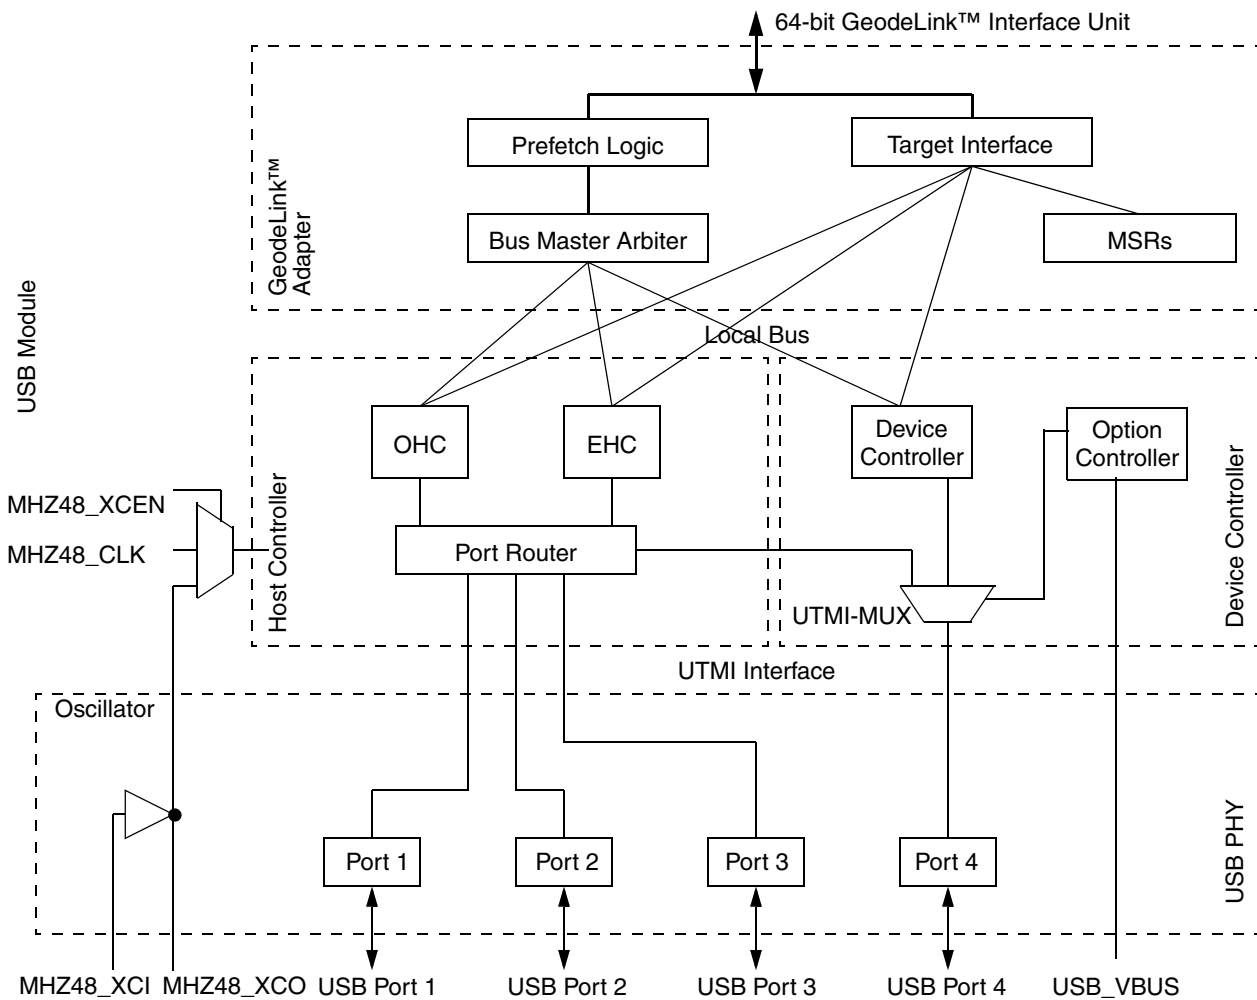 64-bit GeodeLink™ Interface Unit
Prefetch Logic
Target Interface
GeodeLink™
Adapter
Bus Master Arbiter
MSRs
USB Module
Local Bus
OHC
EHC
Device
Controller
Option
Controller
MHZ48_XCEN
MHZ48_CLK
Host Controller
Port Router
Device Controller
UTMI-MUX
UTMI Interface
Oscillator
USB PHY
Port 1
Port 2
Port 3
Port 4
MHZ48_XCI
MHZ48_XCO
USB Port 1
USB Port 2
USB Port 3
USB Port 4
USB_VBUS